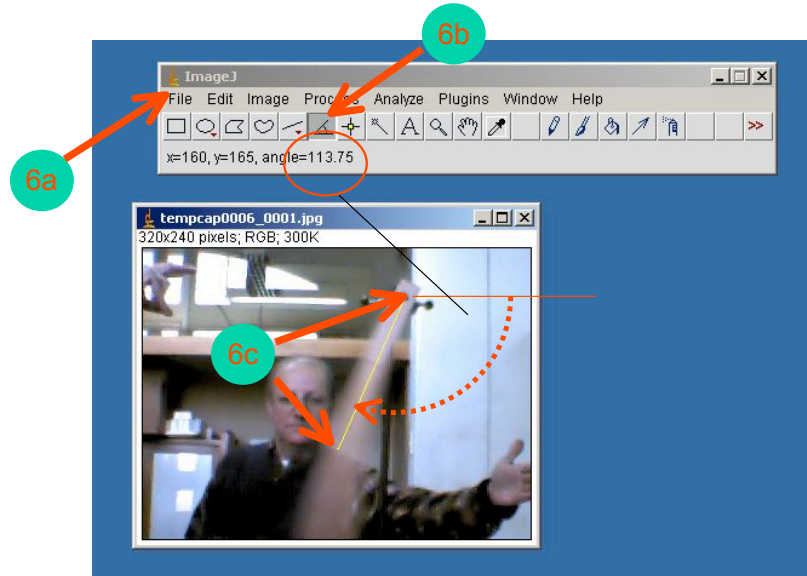 6b
ImageJ
File Edit Image Process Analyze Plugins Window Help
A >>
x=160, y=165, angle=113.75
6a
tempcap0006_0001.jpg
320x240 pixels; RGB; 300K
6c